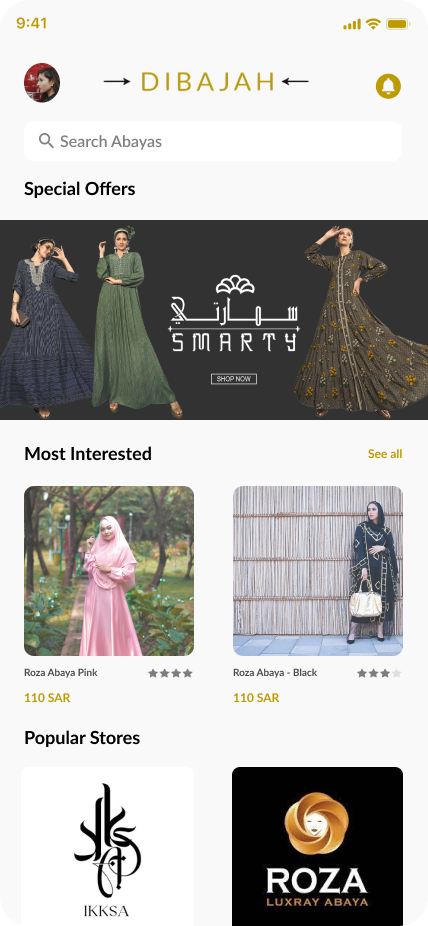 9:41
DIBAJAH
Search Abayas
Special Offers
سمارتي
SMARTY
SHOP NOW
Most Interested
See all
Roza Abaya Pink
Roza Abaya - Black
110 SAR
110 SAR
Popular Stores
IKKSA
ROZA
LUXRAY ABAYA